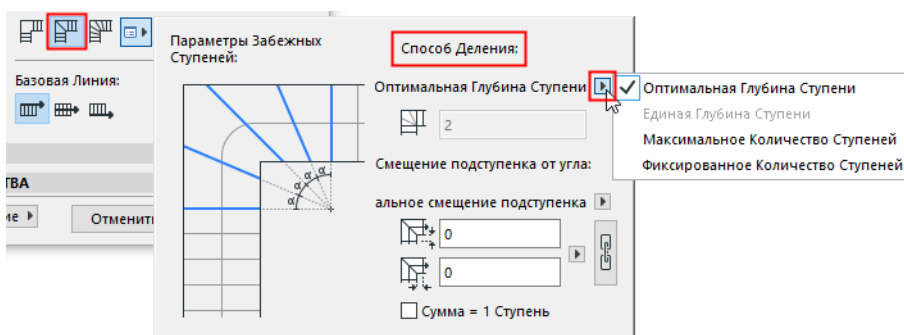 Параметры Забежных
Ступеней:
Способ Деления:
Базовая Линия:
Оптимальная Глубина Ступени
2
Оптимальная Глубина Ступени
Единая Глубина Ступени
Максимальное Количество Ступеней
Фиксированное Количество Ступеней
α
α
α
α
Смещение подступенка от угла:
альное смещение подступенка
ТВА
ие
Отменить
0
0
Сумма = 1 Ступень